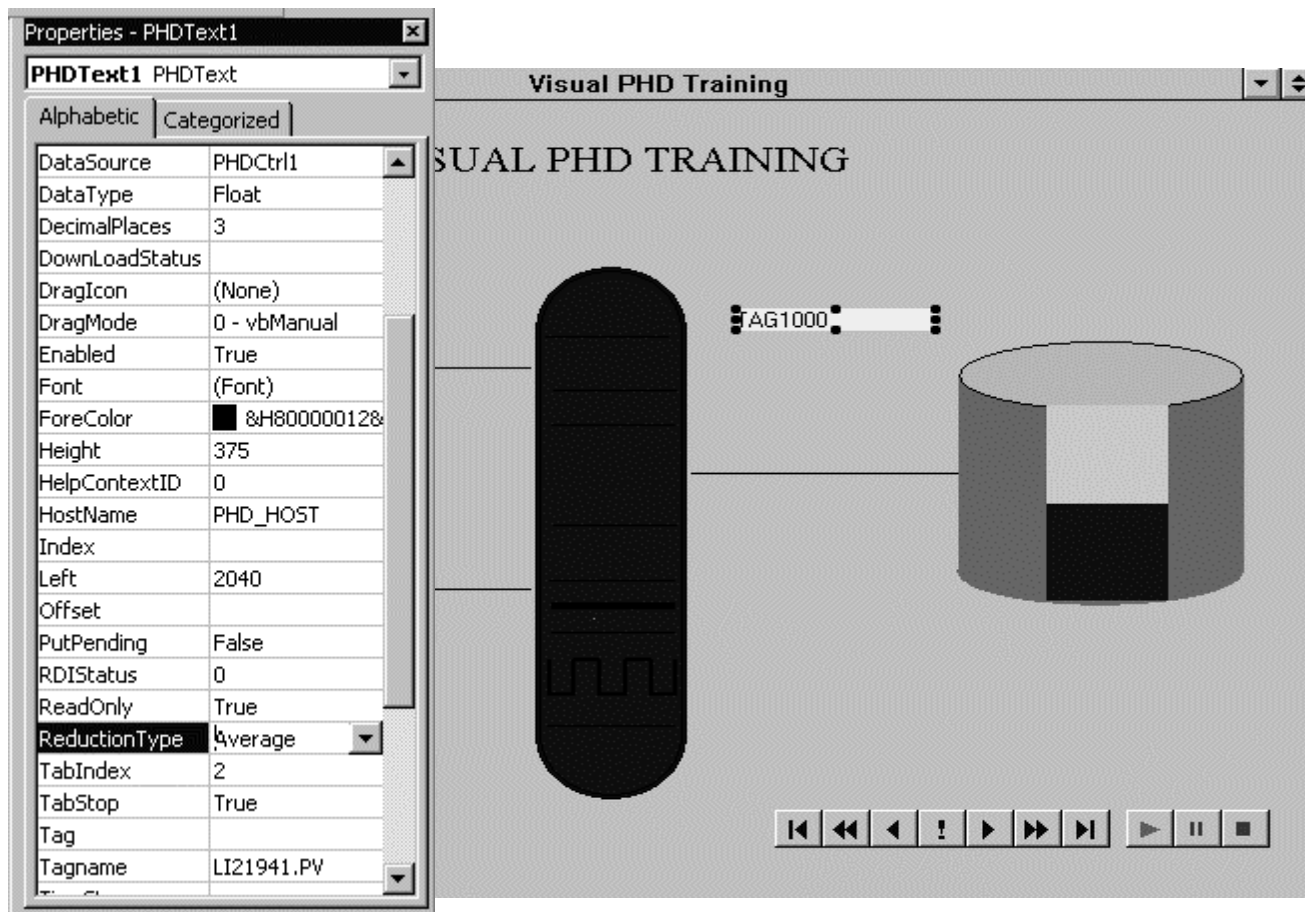 Properties - PHDText1
PHDText1 PHDText
Alphabetic Categorized
DataSource PHDCtrl1
DataType Float
DecimalPlaces 3
DownLoadStatus
DragIcon (None)
DragMode 0 - vbManual
Enabled True
Font (Font)
ForeColor &H800000012&
Height 375
HelpContextID 0
HostName PHD_HOST
Index
Left 2040
Offset
PutPending False
RDIStatus 0
ReadOnly True
ReductionType Average
TabIndex 2
TabStop True
Tag
Tagname LI21941.PV
Visual PHD Training
SUAL PHD TRAINING
TAG1000